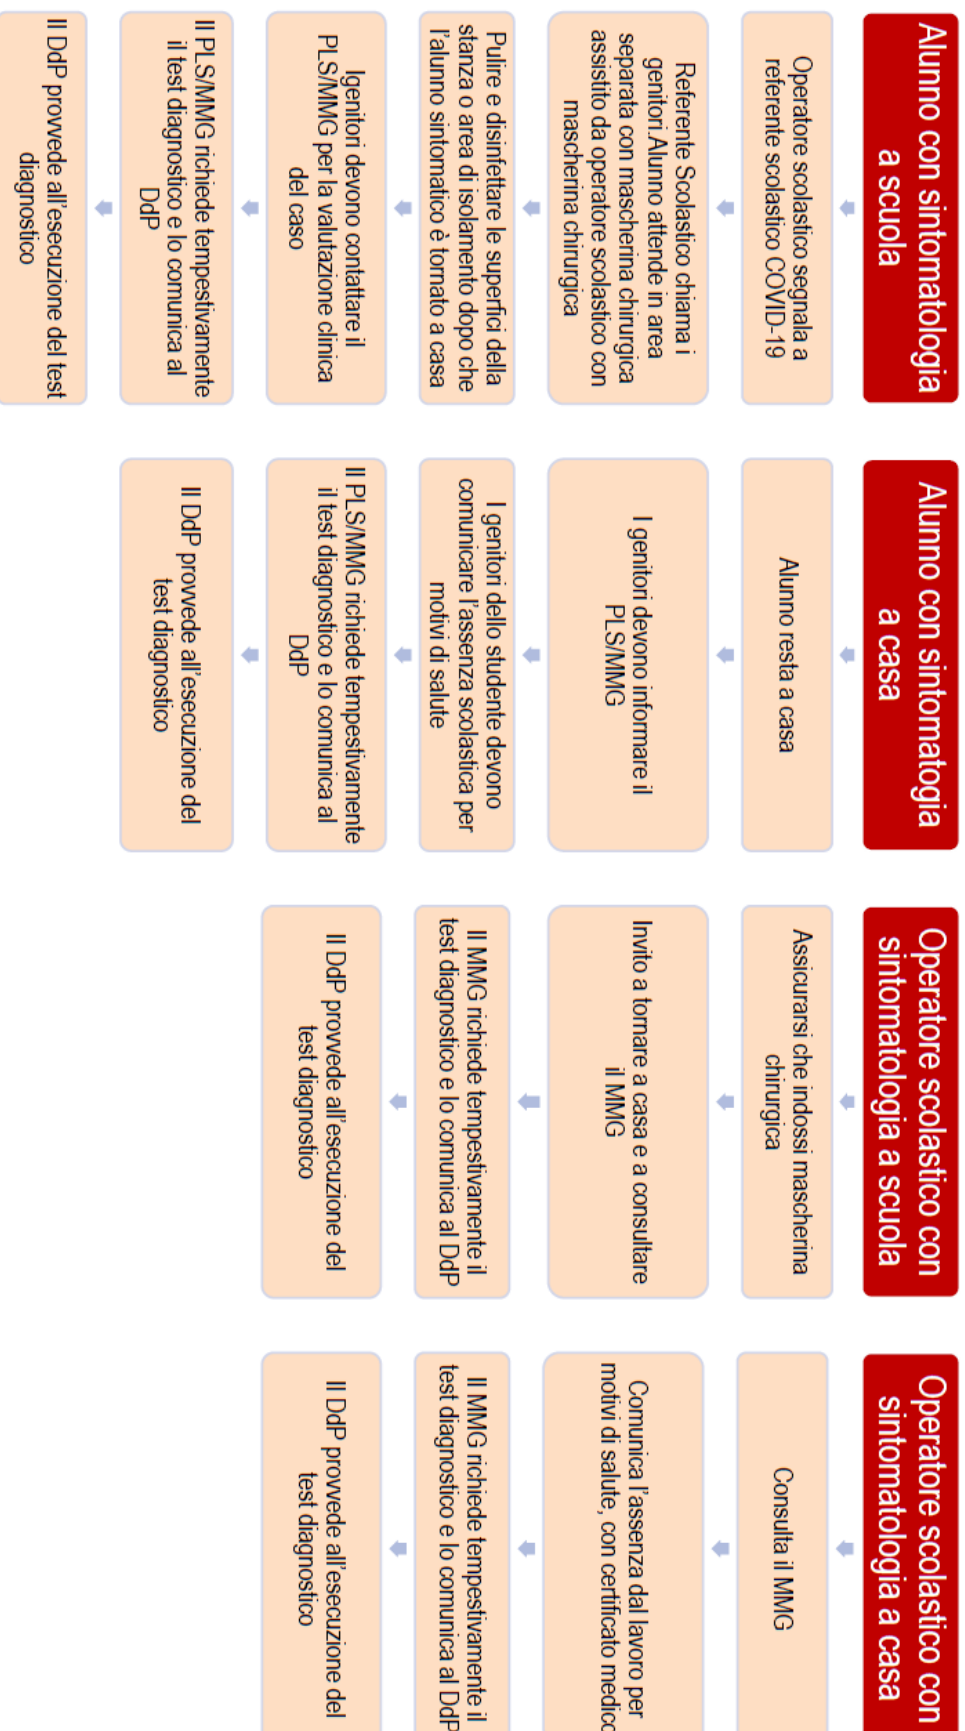 Alunno con sintomatologia
a scuola
Operatore scolastico segnala a
referente scolastico COVID-19
Referente Scolastico chiama i
genitori.Alunno attende in area
separata con mascherina chirurgica
assistito da operatore scolastico con
mascherina chirurgica
Pulire e disinfettare le superfici della
stanza o area di isolamento dopo che
l'alunno sintomatico è tornato a casa
Igenitori devono contattare il
PLS/MMG per la valutazione clinica
del caso
Il PLS/MMG richiede tempestivamente
il test diagnostico e lo comunica al
DdP
Il DdP provvede all'esecuzione del test
diagnostico
Alunno con sintomatogia
a casa
Alunno resta a casa
I genitori devono informare il
PLS/MMG
I genitori dello studente devono
comunicare l'assenza scolastica per
motivi di salute
Il PLS/MMG richiede tempestivamente
il test diagnostico e lo comunica al
DdP
Il DdP provvede all'esecuzione del
test diagnostico
Operatore scolastico con
sintomatologia a scuola
Assicurarsi che indossi mascherina
chirurgica
Invito a tornare a casa e a consultare
il MMG
Il MMG richiede tempestivamente il
test diagnostico e lo comunica al DdP
Il DdP provvede all'esecuzione del
test diagnostico
Operatore scolastico con
sintomatologia a casa
Consulta il MMG
Comunica l'assenza dal lavoro per
motivi di salute, con certificato medico
Il MMG richiede tempestivamente il
test diagnostico e lo comunica al DdP
Il DdP provvede all'esecuzione del
test diagnostico